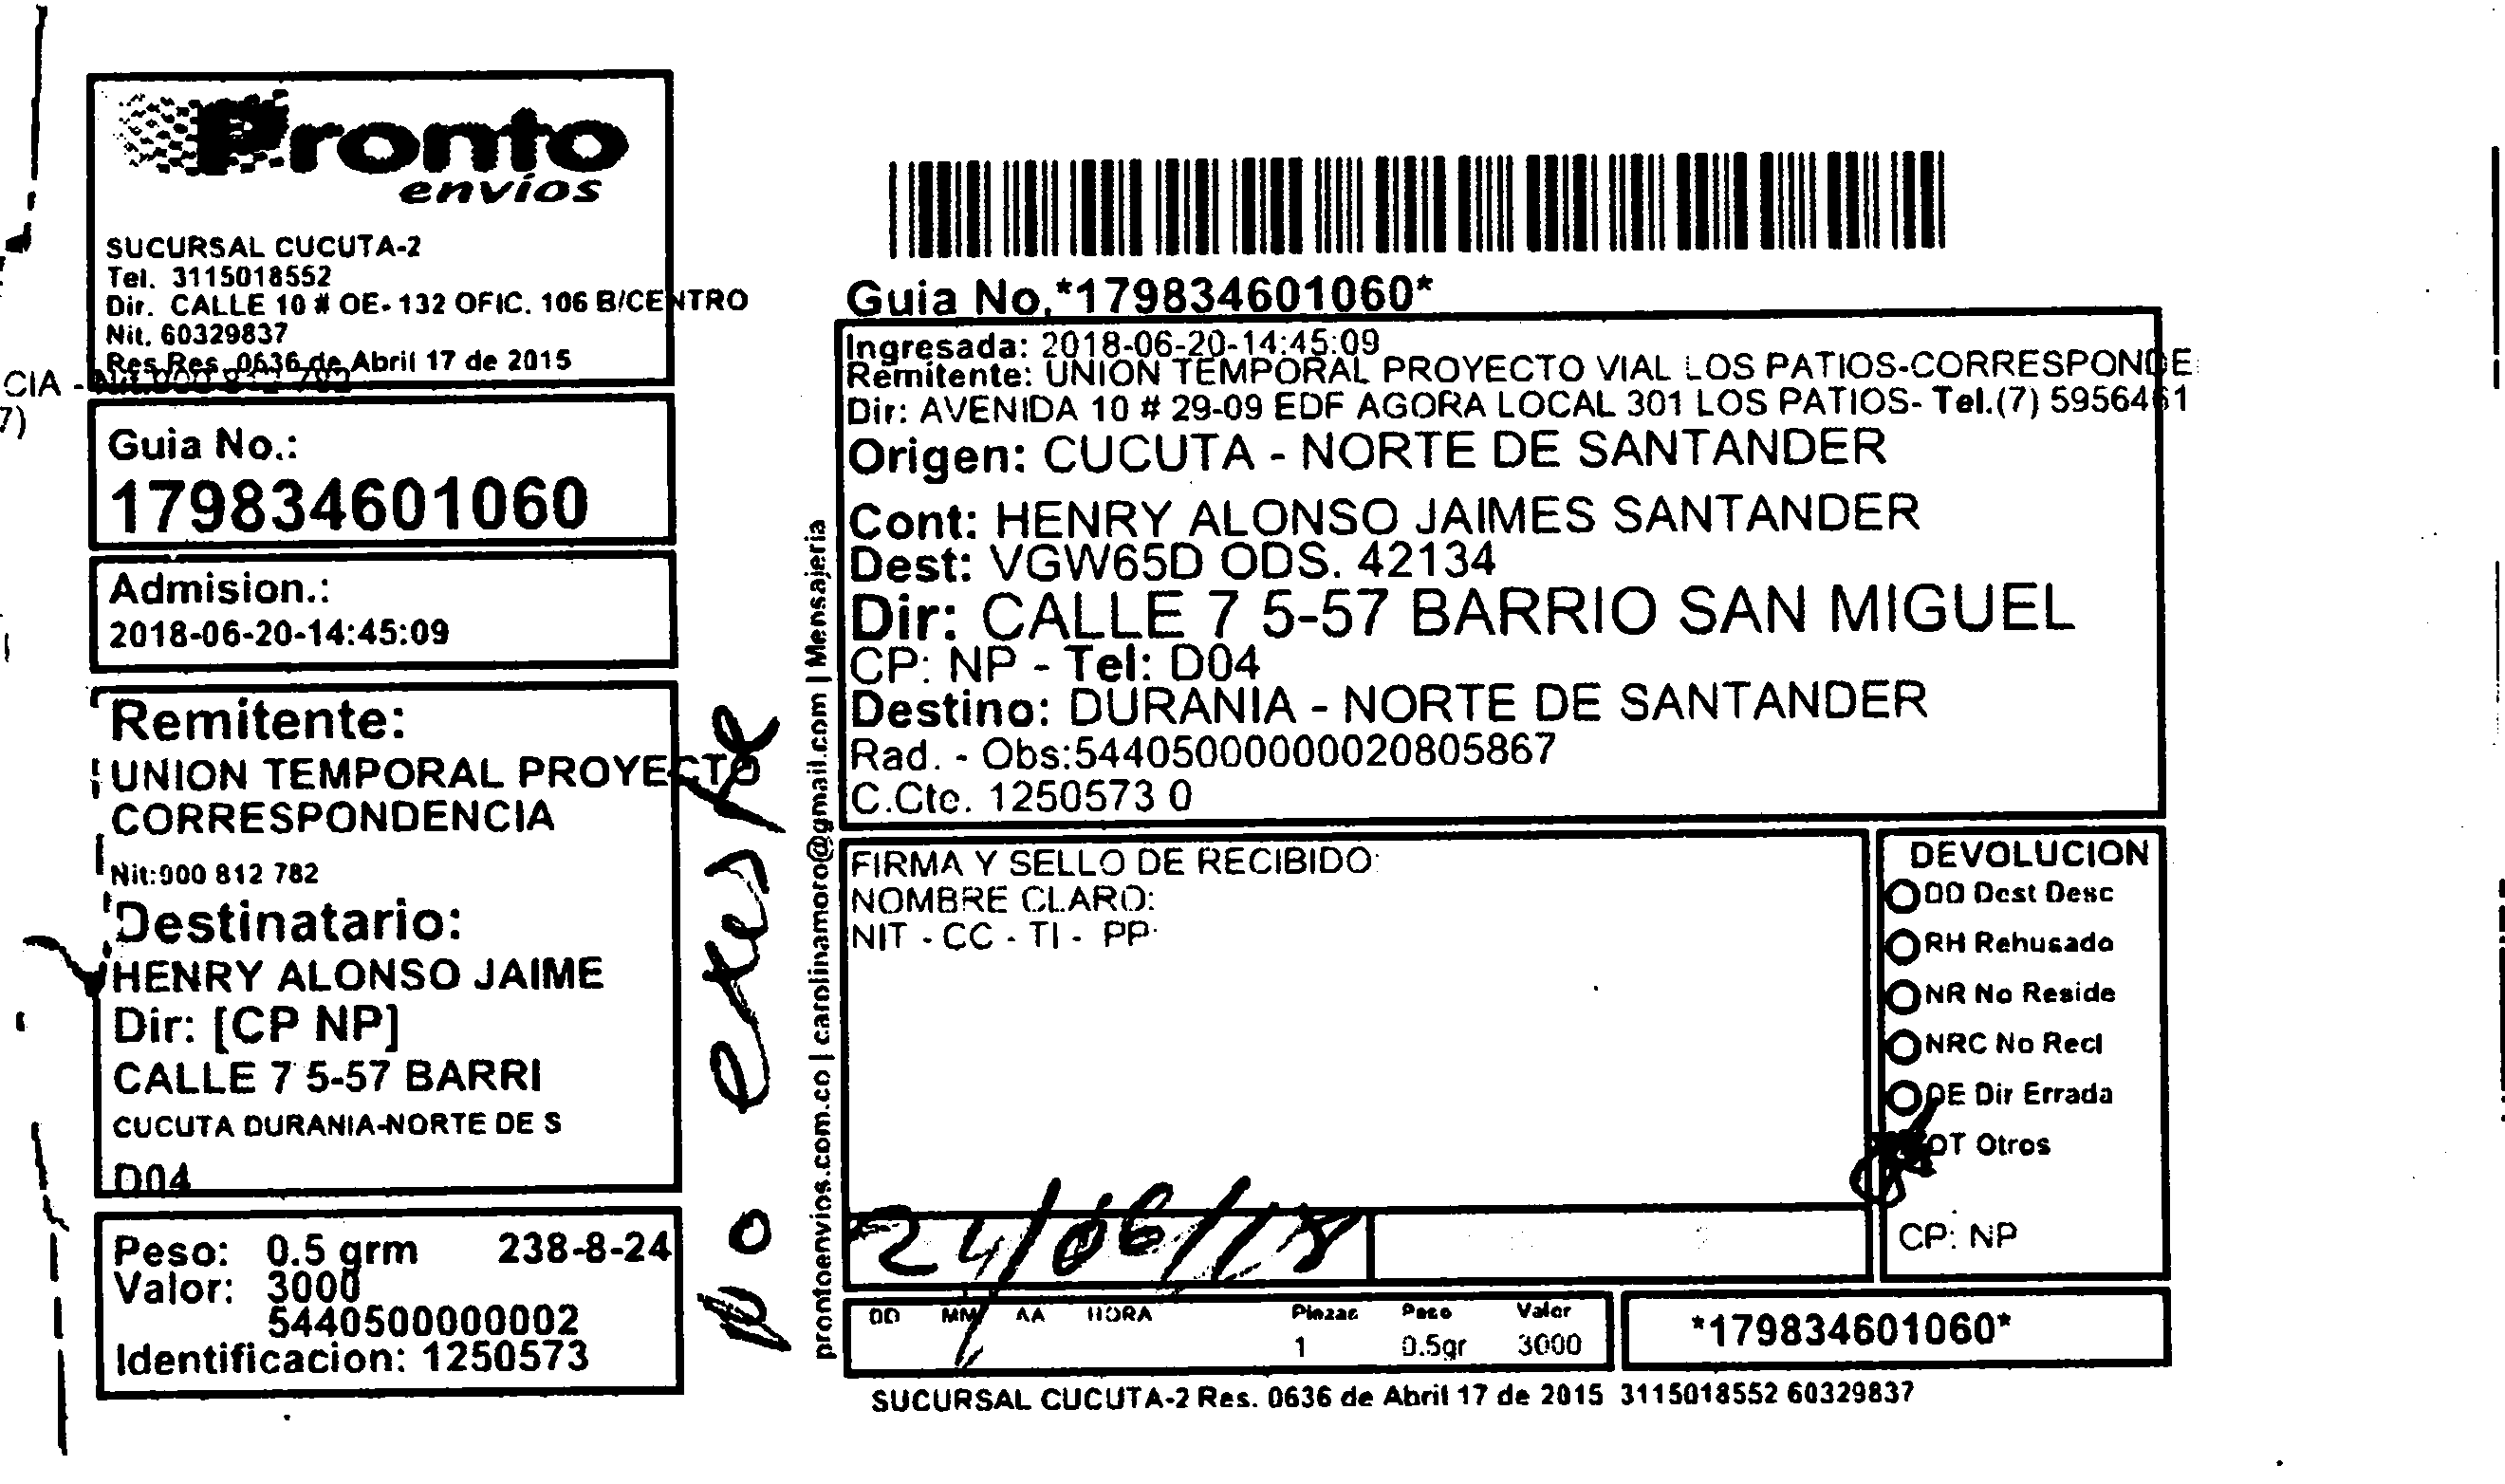 Pronto
envíos
SUCURSAL CUCUTA-2
Tel. 3115018552
Dir. CALLE 10 # OE-132 OFIC. 106 B/CENTRO
Nit. 60329837
Res.Res. 0636 de Abril 17 de 2015
CIA -
7)
Guia No.:
179834601060
Admision.:
2018-06-20-14:45:09
Remitente:
UNION TEMPORAL PROYECTO
CORRESPONDENCIA
Nit:900 812 782
Destinatario:
HENRY ALONSO JAIME
Dir: [CP NP]
CALLE 7 5-57 BARRI
CUCUTA DURANIA-NORTE DE S
D04
Peso: 0.5 grm 238-8-24
Valor: 3000
5440500000002
Identificacion: 1250573
No existe
prontoenvios.com.co | carolinamoro@gmail.com | Mensajeria
Guia No.*179834601060*
Ingresada: 2018-06-20-14:45:09
Remitente: UNION TEMPORAL PROYECTO VIAL LOS PATIOS-CORRESPONDE
Dir: AVENIDA 10 # 29-09 EDF AGORA LOCAL 301 LOS PATIOS- Tel.(7) 5956461
Origen: CUCUTA - NORTE DE SANTANDER
Cont: HENRY ALONSO JAIMES SANTANDER
Dest: VGW65D ODS. 42134
Dir: CALLE 7 5-57 BARRIO SAN MIGUEL
CP: NP - Tel: D04
Destino: DURANIA - NORTE DE SANTANDER
Rad. - Obs:544050000000020805867
C.Cte. 1250573 0
FIRMA Y SELLO DE RECIBIDO:
NOMBRE CLARO:
NIT - CC - TI - PP
24/06/18
DEVOLUCION
DD Dest Desc
RH Rehusado
NR No Reside
NRC No Recl
DE Dir Errada
OT Otros
CP: NP
DD MM AA HORA Piezas Peso Valor
1 0.5gr 3000
*179834601060*
SUCURSAL CUCUTA-2 Res. 0636 de Abril 17 de 2015 3115018552 60329837